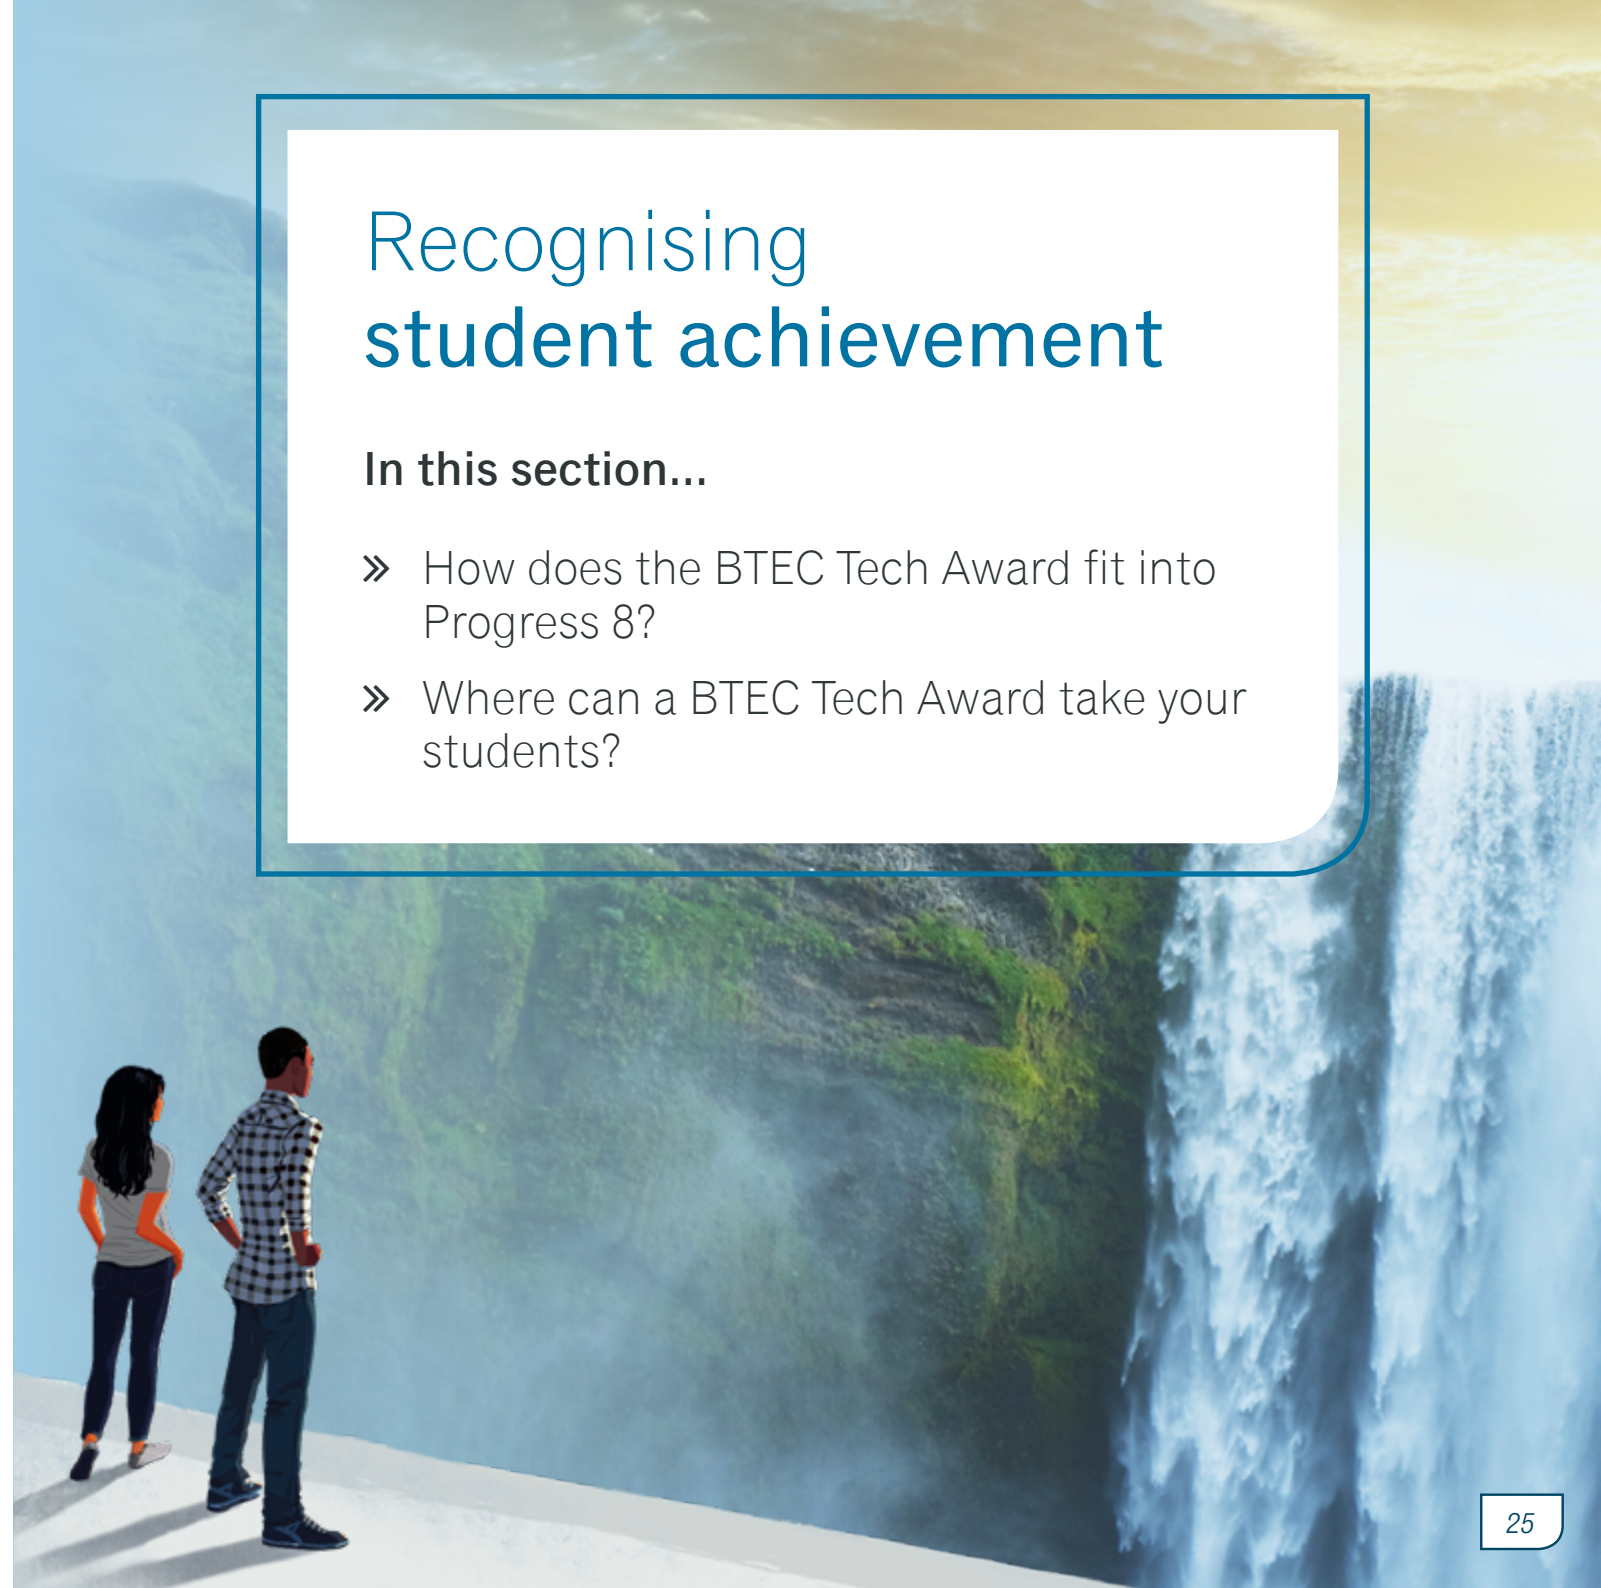 Recognising
student achievement
In this section...
» How does the BTEC Tech Award fit into
Progress 8?
» Where can a BTEC Tech Award take your
students?
25